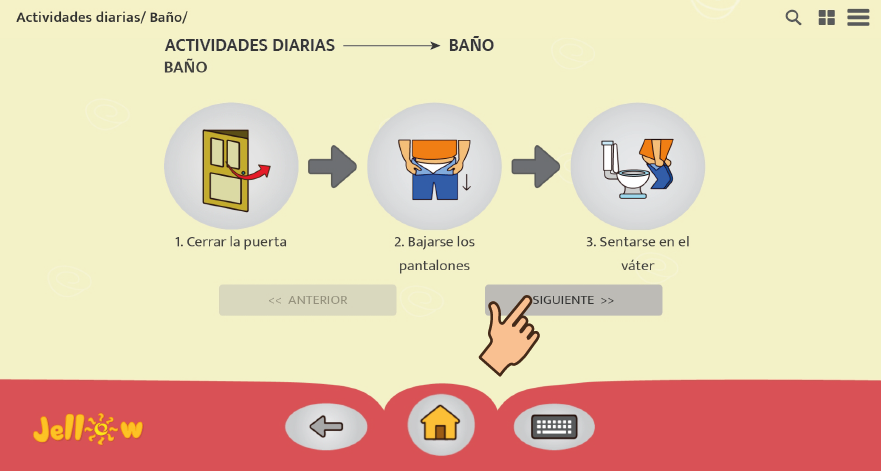 Actividades diarias/ Baño/
ACTIVIDADES DIARIAS BAÑO
BAÑO
1. Cerrar la puerta
2. Bajarse los
pantalones
3. Sentarse en el
váter
<< ANTERIOR
SIGUIENTE >>
Jellow